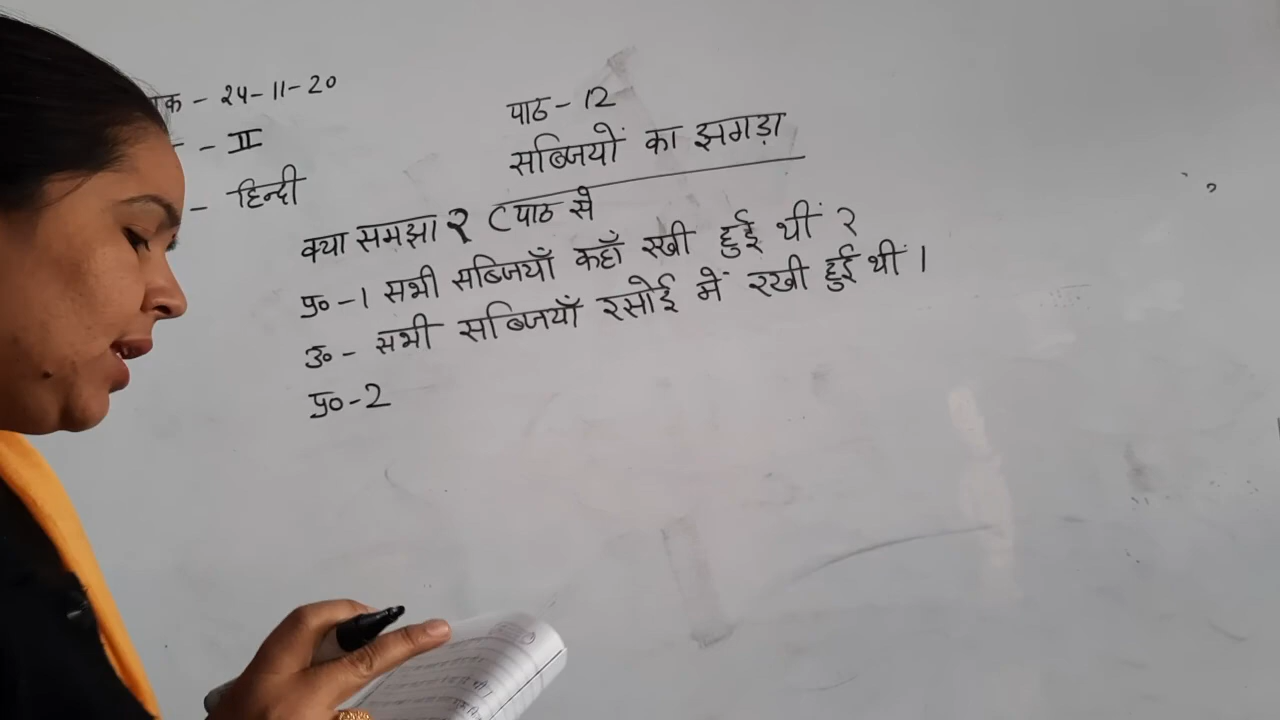 क - 24-11-20
- II
- हिन्दी
पाठ - 12
सब्जियों का झगड़ा
क्या समझा ? (पाठ से
प्र० -1 सभी सब्जियाँ कहाँ रखी हुई थीं ?
उ० - सभी सब्जियाँ रसोई में रखी हुई थीं ।
प्र० -2